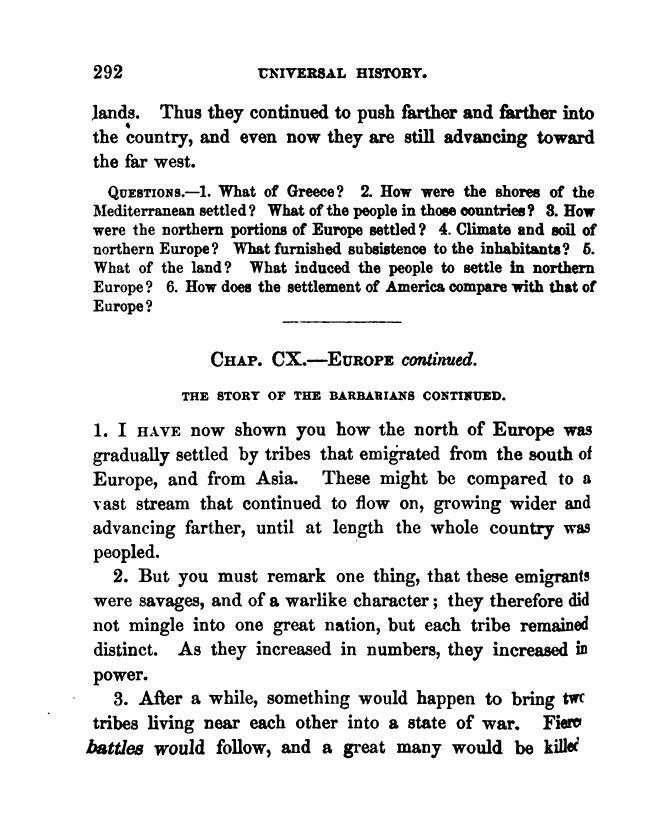 292 UNIVERSAL HISTORY.
lands. Thus they continued to push farther and farther into
the country, and even now they are still advancing toward
the far west.
QUESTIONS.—1. What of Greece? 2. How were the shores of the
Mediterranean settled? What of the people in those countries? 3. How
were the northern portions of Europe settled? 4. Climate and soil of
northern Europe? What furnished subsistence to the inhabitants? 5.
What of the land? What induced the people to settle in northern
Europe? 6. How does the settlement of America compare with that of
Europe?
CHAP. CX.—EUROPE continued.
THE STORY OF THE BARBARIANS CONTINUED.
1. I HAVE now shown you how the north of Europe was
gradually settled by tribes that emigrated from the south of
Europe, and from Asia. These might be compared to a
vast stream that continued to flow on, growing wider and
advancing farther, until at length the whole country was
peopled.
2. But you must remark one thing, that these emigrants
were savages, and of a warlike character; they therefore did
not mingle into one great nation, but each tribe remained
distinct. As they increased in numbers, they increased in
power.
3. After a while, something would happen to bring two
tribes living near each other into a state of war. Fierce
battles would follow, and a great many would be killed